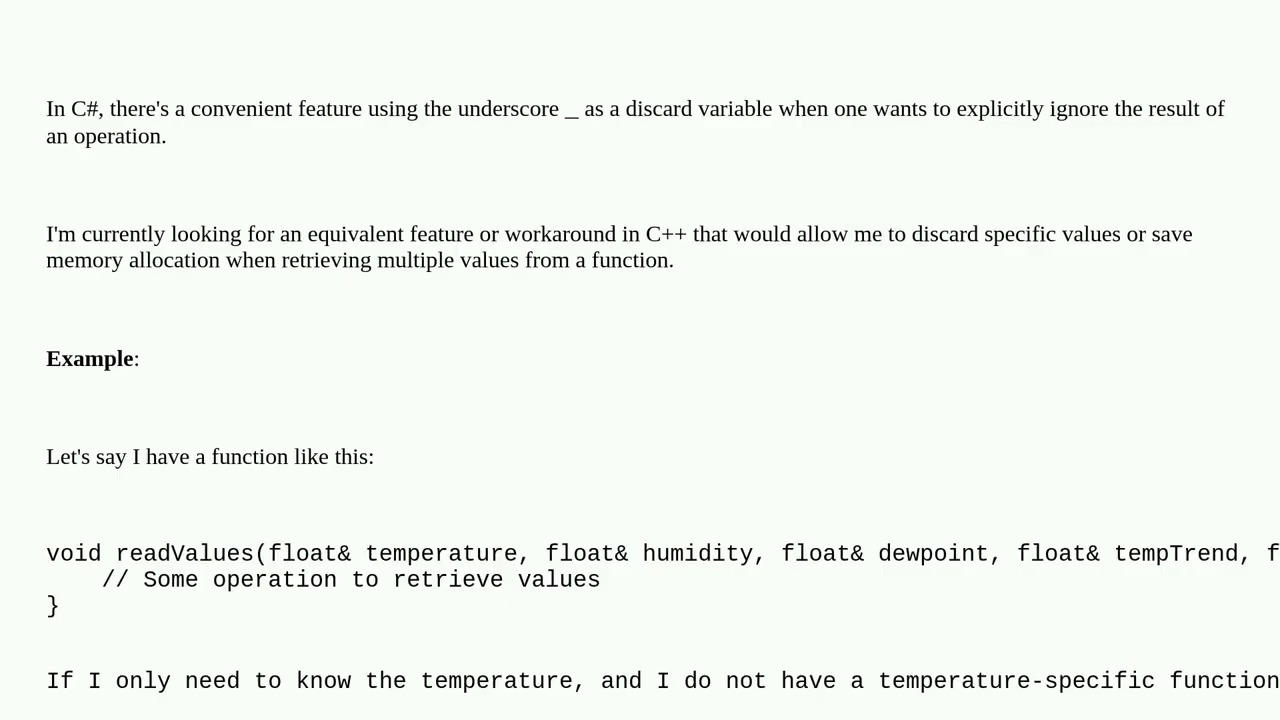 In C#, there's a convenient feature using the underscore _ as a discard variable when one wants to explicitly ignore the result of
an operation.
I'm currently looking for an equivalent feature or workaround in C++ that would allow me to discard specific values or save
memory allocation when retrieving multiple values from a function.
Example:
Let's say I have a function like this:
void readValues(float& temperature, float& humidity, float& dewpoint, float& tempTrend, f
    // Some operation to retrieve values
}
If I only need to know the temperature, and I do not have a temperature-specific function